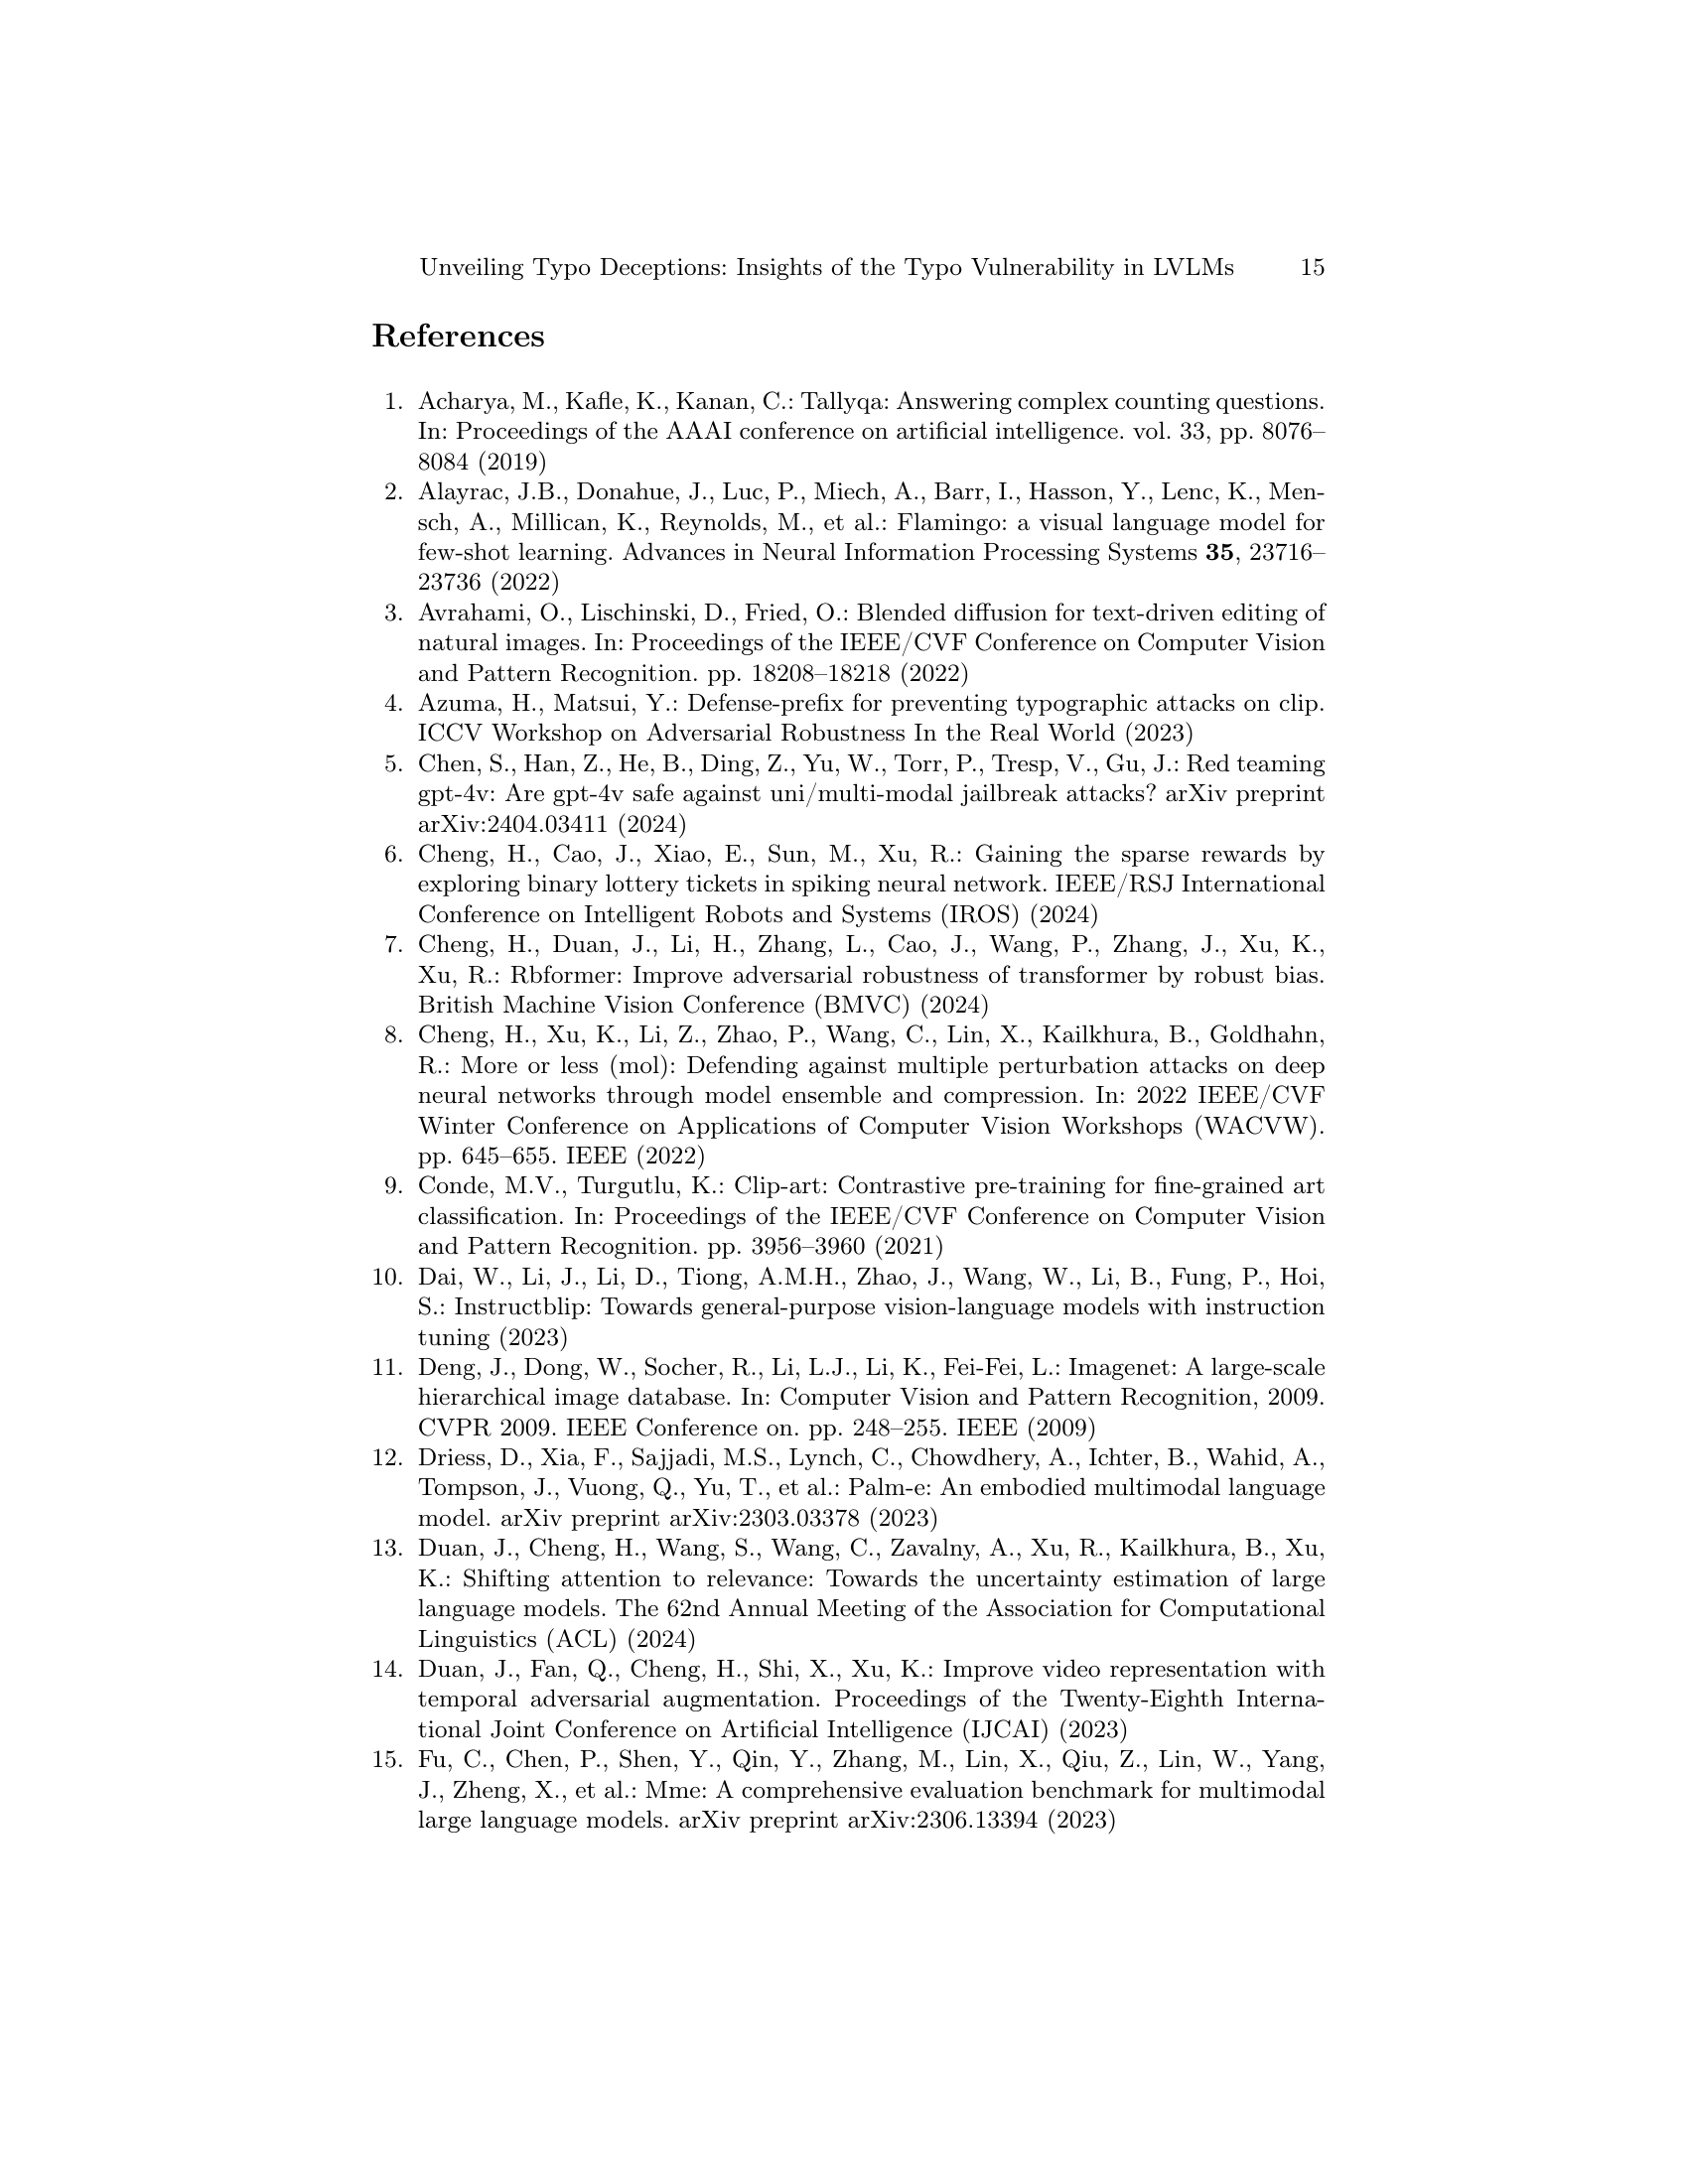 Unveiling Typo Deceptions: Insights of the Typo Vulnerability in LVLMs 15
References
1. Acharya, M., Kafle, K., Kanan, C.: Tallyqa: Answering complex counting questions.
In: Proceedings of the AAAI conference on artificial intelligence. vol. 33, pp. 8076–
8084 (2019)
2. Alayrac, J.B., Donahue, J., Luc, P., Miech, A., Barr, I., Hasson, Y., Lenc, K., Men-
sch, A., Millican, K., Reynolds, M., et al.: Flamingo: a visual language model for
few-shot learning. Advances in Neural Information Processing Systems 35, 23716–
23736 (2022)
3. Avrahami, O., Lischinski, D., Fried, O.: Blended diffusion for text-driven editing of
natural images. In: Proceedings of the IEEE/CVF Conference on Computer Vision
and Pattern Recognition. pp. 18208–18218 (2022)
4. Azuma, H., Matsui, Y.: Defense-prefix for preventing typographic attacks on clip.
ICCV Workshop on Adversarial Robustness In the Real World (2023)
5. Chen, S., Han, Z., He, B., Ding, Z., Yu, W., Torr, P., Tresp, V., Gu, J.: Red teaming
gpt-4v: Are gpt-4v safe against uni/multi-modal jailbreak attacks? arXiv preprint
arXiv:2404.03411 (2024)
6. Cheng, H., Cao, J., Xiao, E., Sun, M., Xu, R.: Gaining the sparse rewards by
exploring binary lottery tickets in spiking neural network. IEEE/RSJ International
Conference on Intelligent Robots and Systems (IROS) (2024)
7. Cheng, H., Duan, J., Li, H., Zhang, L., Cao, J., Wang, P., Zhang, J., Xu, K.,
Xu, R.: Rbformer: Improve adversarial robustness of transformer by robust bias.
British Machine Vision Conference (BMVC) (2024)
8. Cheng, H., Xu, K., Li, Z., Zhao, P., Wang, C., Lin, X., Kailkhura, B., Goldhahn,
R.: More or less (mol): Defending against multiple perturbation attacks on deep
neural networks through model ensemble and compression. In: 2022 IEEE/CVF
Winter Conference on Applications of Computer Vision Workshops (WACVW).
pp. 645–655. IEEE (2022)
9. Conde, M.V., Turgutlu, K.: Clip-art: Contrastive pre-training for fine-grained art
classification. In: Proceedings of the IEEE/CVF Conference on Computer Vision
and Pattern Recognition. pp. 3956–3960 (2021)
10. Dai, W., Li, J., Li, D., Tiong, A.M.H., Zhao, J., Wang, W., Li, B., Fung, P., Hoi,
S.: Instructblip: Towards general-purpose vision-language models with instruction
tuning (2023)
11. Deng, J., Dong, W., Socher, R., Li, L.J., Li, K., Fei-Fei, L.: Imagenet: A large-scale
hierarchical image database. In: Computer Vision and Pattern Recognition, 2009.
CVPR 2009. IEEE Conference on. pp. 248–255. IEEE (2009)
12. Driess, D., Xia, F., Sajjadi, M.S., Lynch, C., Chowdhery, A., Ichter, B., Wahid, A.,
Tompson, J., Vuong, Q., Yu, T., et al.: Palm-e: An embodied multimodal language
model. arXiv preprint arXiv:2303.03378 (2023)
13. Duan, J., Cheng, H., Wang, S., Wang, C., Zavalny, A., Xu, R., Kailkhura, B., Xu,
K.: Shifting attention to relevance: Towards the uncertainty estimation of large
language models. The 62nd Annual Meeting of the Association for Computational
Linguistics (ACL) (2024)
14. Duan, J., Fan, Q., Cheng, H., Shi, X., Xu, K.: Improve video representation with
temporal adversarial augmentation. Proceedings of the Twenty-Eighth Interna-
tional Joint Conference on Artificial Intelligence (IJCAI) (2023)
15. Fu, C., Chen, P., Shen, Y., Qin, Y., Zhang, M., Lin, X., Qiu, Z., Lin, W., Yang,
J., Zheng, X., et al.: Mme: A comprehensive evaluation benchmark for multimodal
large language models. arXiv preprint arXiv:2306.13394 (2023)